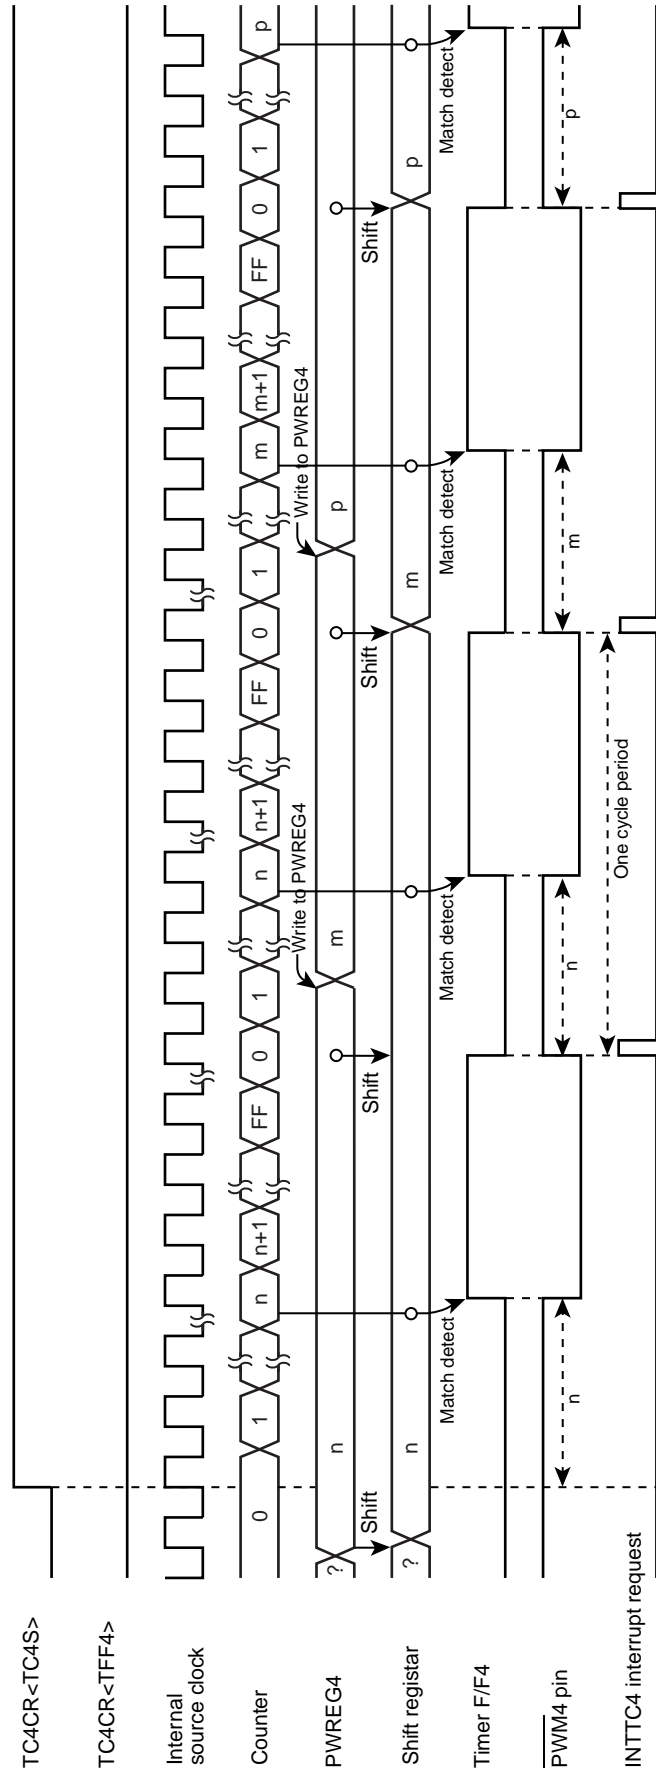 TC4CR<TC4S>
TC4CR<TFF4>
Internal
source clock
Counter
0
1
n
n+1
FF
0
1
n
n+1
FF
0
1
m
m+1
FF
0
1
p
PWREG4
?
n
m
p
Write to PWREG4
Write to PWREG4
Shift
Shift
Shift
Shift
Shift registar
?
n
m
p
Match detect
Match detect
Match detect
Match detect
Timer F/F4
PWM4 pin
n
n
m
p
One cycle period
INTTC4 interrupt request